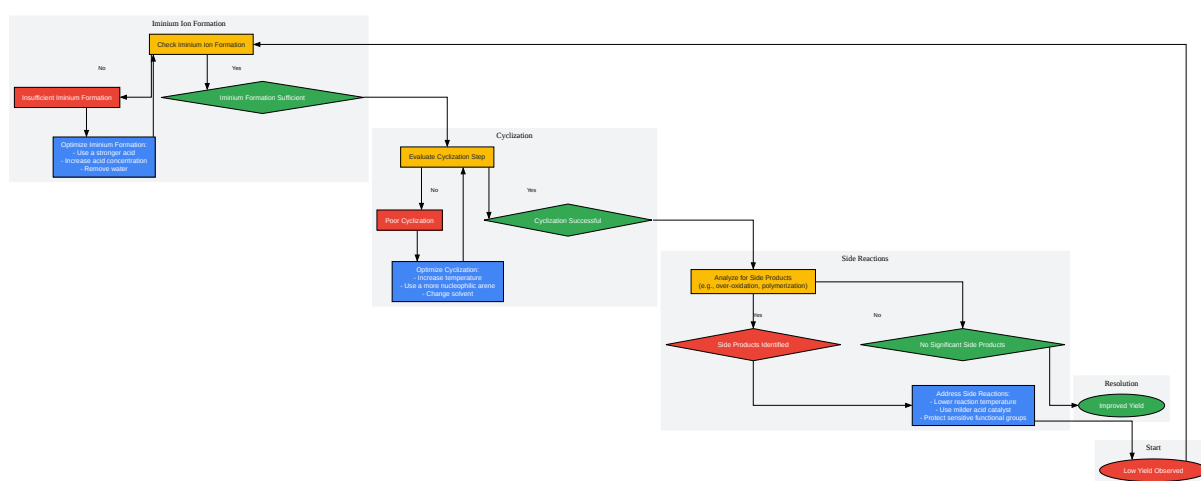 Iminium Ion Formation
Check Iminium Ion Formation
No
Yes
Insufficient Iminium Formation
Iminium Formation Sufficient
Optimize Iminium Formation:
- Use a stronger acid
- Increase acid concentration
- Remove water
Cyclization
Evaluate Cyclization Step
No
Yes
Poor Cyclization
Cyclization Successful
Optimize Cyclization:
- Increase temperature
- Use a more nucleophilic arene
- Change solvent
Side Reactions
Analyze for Side Products
(e.g., over-oxidation, polymerization)
Yes
No
Side Products Identified
No Significant Side Products
Address Side Reactions:
- Lower reaction temperature
- Use milder acid catalyst
- Protect sensitive functional groups
Resolution
Improved Yield
Start
Low Yield Observed